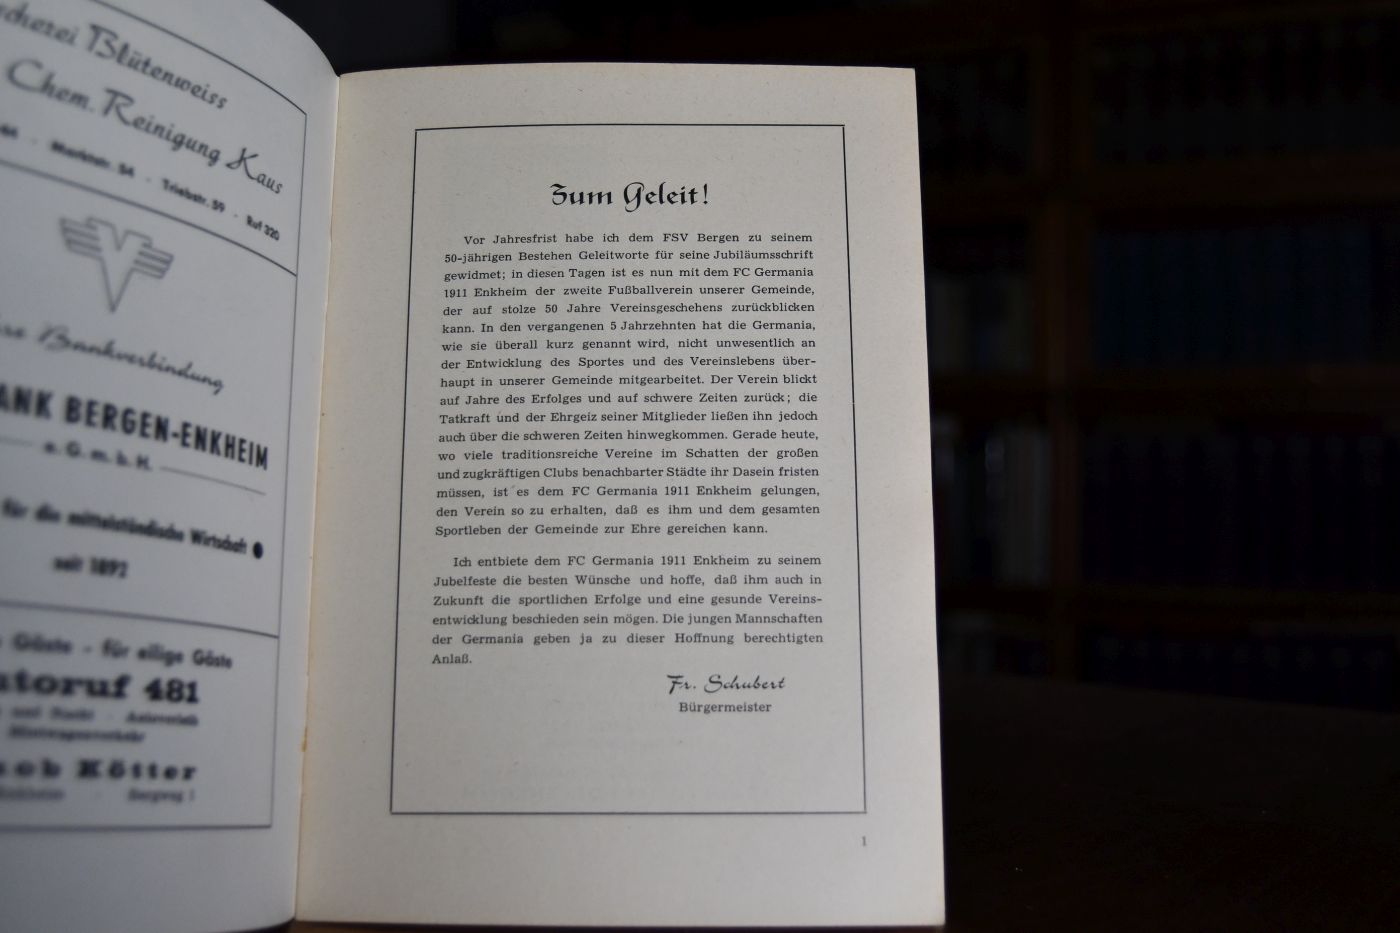 Blütenweiss
Chem. Reinigung Kaus
Marktstr. 54 · Triebstr. 59 · Ruf 320
Bankverbindung
BERGEN-ENKHEIM
e. G. m. b. H.
für die mittelständische Wirtschaft
seit 1892
Gäste - für eilige Gäste
481
Mietwagenverkehr
Kötter
Zum Geleit!
Vor Jahresfrist habe ich dem FSV Bergen zu seinem
50-jährigen Bestehen Geleitworte für seine Jubiläumsschrift
gewidmet; in diesen Tagen ist es nun mit dem FC Germania
1911 Enkheim der zweite Fußballverein unserer Gemeinde,
der auf stolze 50 Jahre Vereinsgeschehens zurückblicken
kann. In den vergangenen 5 Jahrzehnten hat die Germania,
wie sie überall kurz genannt wird, nicht unwesentlich an
der Entwicklung des Sportes und des Vereinslebens über-
haupt in unserer Gemeinde mitgearbeitet. Der Verein blickt
auf Jahre des Erfolges und auf schwere Zeiten zurück; die
Tatkraft und der Ehrgeiz seiner Mitglieder ließen ihn jedoch
auch über die schweren Zeiten hinwegkommen. Gerade heute,
wo viele traditionsreiche Vereine im Schatten der großen
und zugkräftigen Clubs benachbarter Städte ihr Dasein fristen
müssen, ist es dem FC Germania 1911 Enkheim gelungen,
den Verein so zu erhalten, daß es ihm und dem gesamten
Sportleben der Gemeinde zur Ehre gereichen kann.
Ich entbiete dem FC Germania 1911 Enkheim zu seinem
Jubelfeste die besten Wünsche und hoffe, daß ihm auch in
Zukunft die sportlichen Erfolge und eine gesunde Vereins-
entwicklung beschieden sein mögen. Die jungen Mannschaften
der Germania geben ja zu dieser Hoffnung berechtigten
Anlaß.
Fr. Schubert
Bürgermeister
1